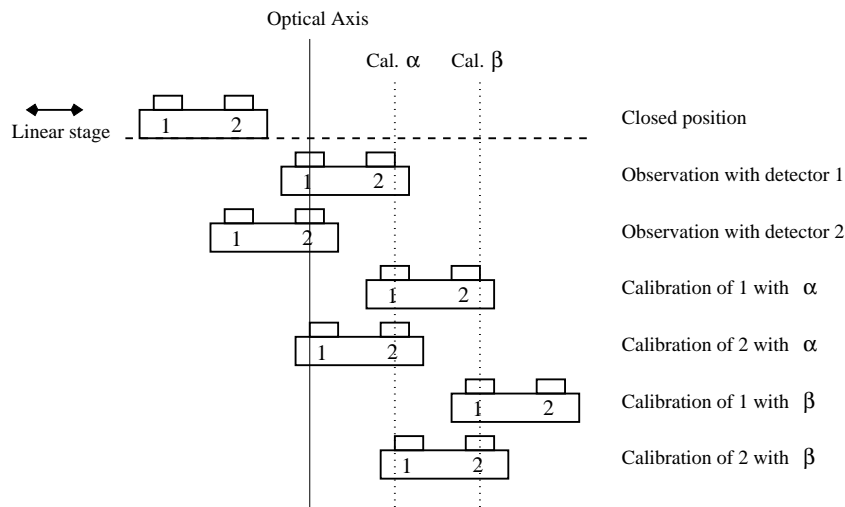 Optical Axis
Cal. α
Cal. β
Linear stage
1 2
Closed position
1 2
Observation with detector 1
1 2
Observation with detector 2
1 2
Calibration of 1 with α
1 2
Calibration of 2 with α
1 2
Calibration of 1 with β
1 2
Calibration of 2 with β